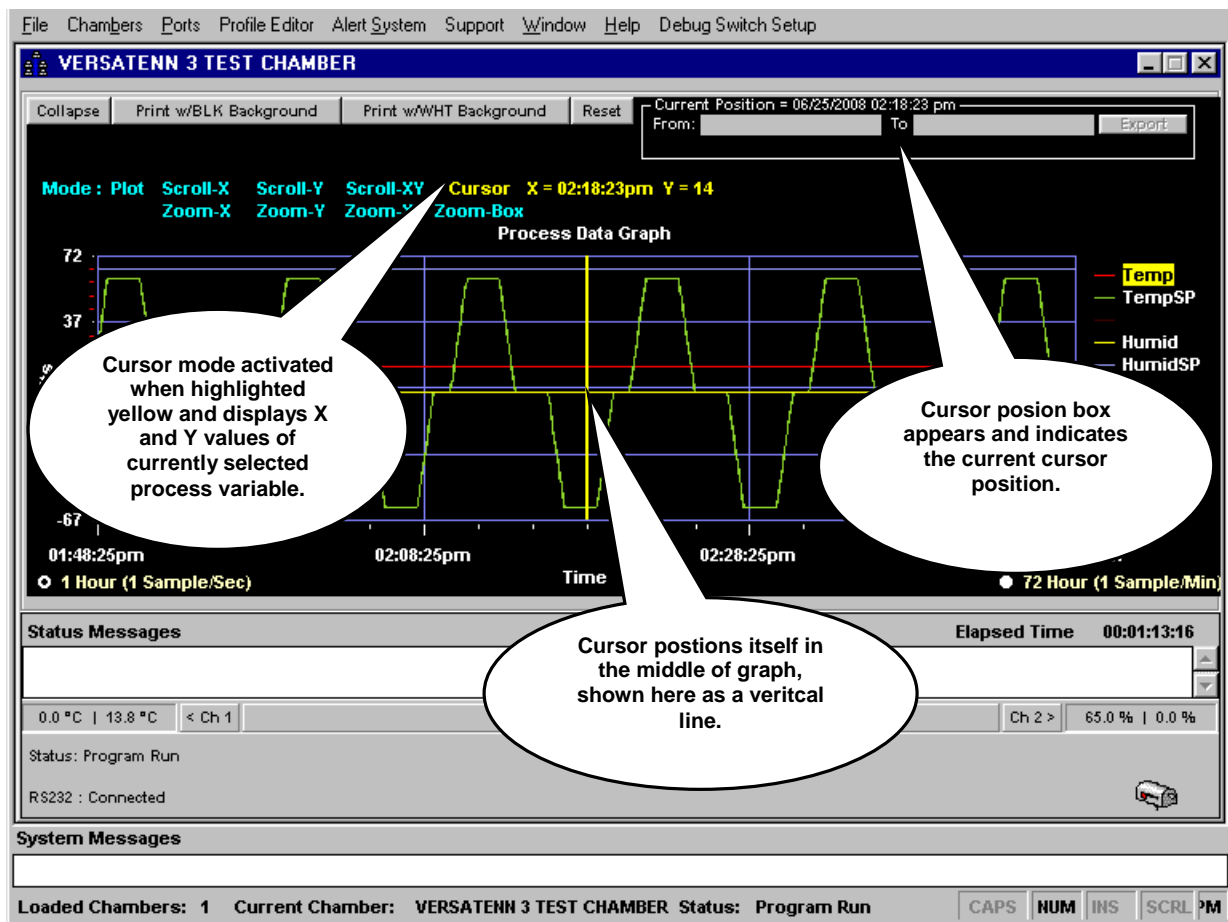 File Chambers Ports Profile Editor Alert System Support Window Help Debug Switch Setup
VERSATENN 3 TEST CHAMBER
Collapse Print w/BLK Background Print w/WHT Background Reset
Current Position = 06/25/2008 02:18:23 pm
From: To Export
Mode : Plot Scroll-X Scroll-Y Scroll-XY Cursor X = 02:18:23pm Y = 14
Zoom-X Zoom-Y Zoom-X Zoom-Box
Process Data Graph
72
37
-67
Temp
TempSP
Humid
HumidSP
Cursor mode activated
when highlighted
yellow and displays X
and Y values of
currently selected
process variable.
Cursor posion box
appears and indicates
the current cursor
position.
01:48:25pm 02:08:25pm 02:28:25pm
Time
1 Hour (1 Sample/Sec) 72 Hour (1 Sample/Min)
Cursor postions itself in
the middle of graph,
shown here as a veritcal
line.
Status Messages Elapsed Time 00:01:13:16
0.0 °C | 13.8 °C < Ch 1 Ch 2 > 65.0 % | 0.0 %
Status: Program Run
RS232 : Connected
System Messages
Loaded Chambers: 1 Current Chamber: VERSATENN 3 TEST CHAMBER Status: Program Run CAPS NUM INS SCRL PM